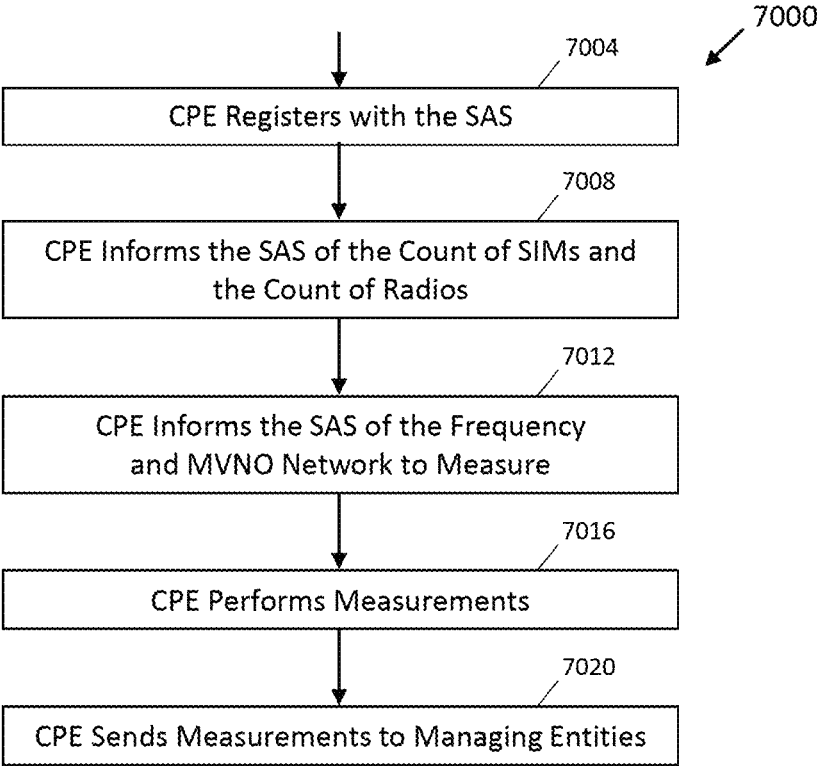 7000
7004
CPE Registers with the SAS
7008
CPE Informs the SAS of the Count of SIMs and
the Count of Radios
7012
CPE Informs the SAS of the Frequency
and MVNO Network to Measure
7016
CPE Performs Measurements
7020
CPE Sends Measurements to Managing Entities